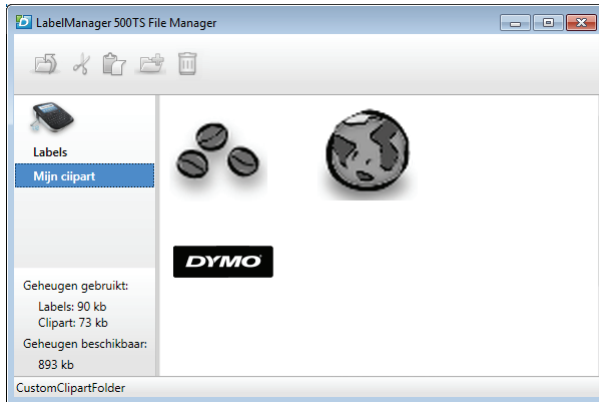 LabelManager 500TS File Manager
Labels
Mijn ciipart
DYMO
Geheugen gebruikt:
Labels: 90 kb
Clipart: 73 kb
Geheugen beschikbaar:
893 kb
CustomClipartFolder